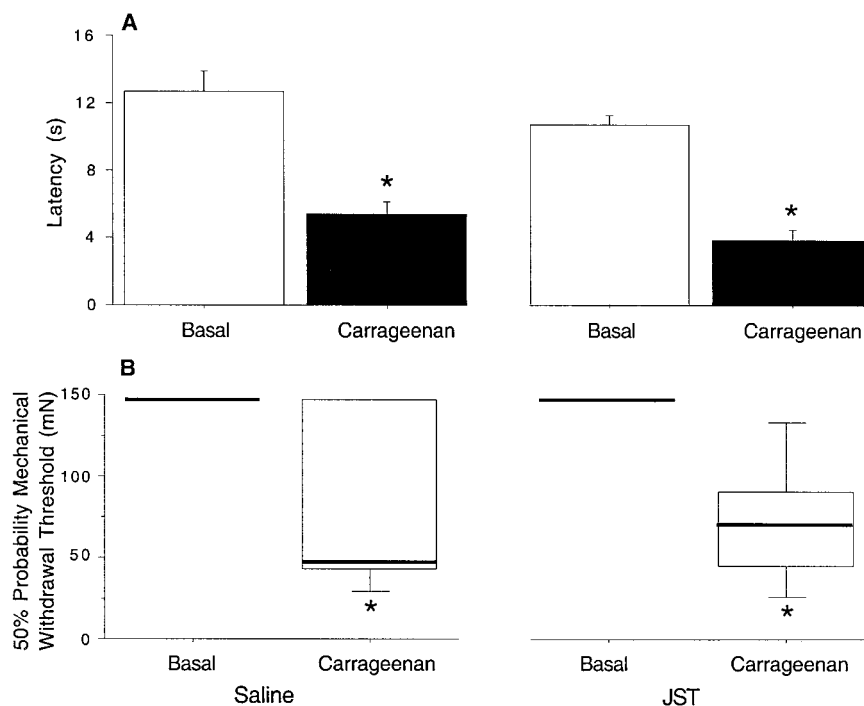 A
Latency (s)
16
12
8
4
0
*
*
Basal
Carrageenan
Basal
Carrageenan
B
50% Probability Mechanical
Withdrawal Threshold (mN)
150
100
50
0
*
*
Basal
Carrageenan
Basal
Carrageenan
Saline
JST